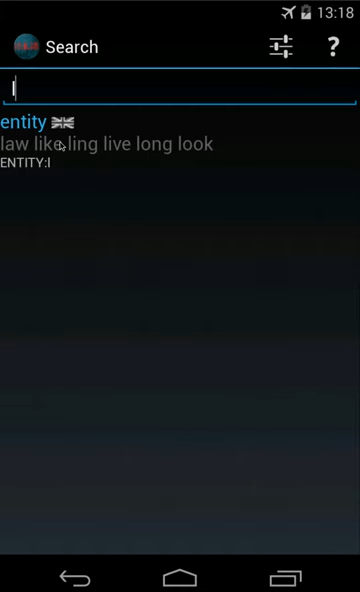 13:18
Search
?
l
entity
law like ling live long look
ENTITY:l